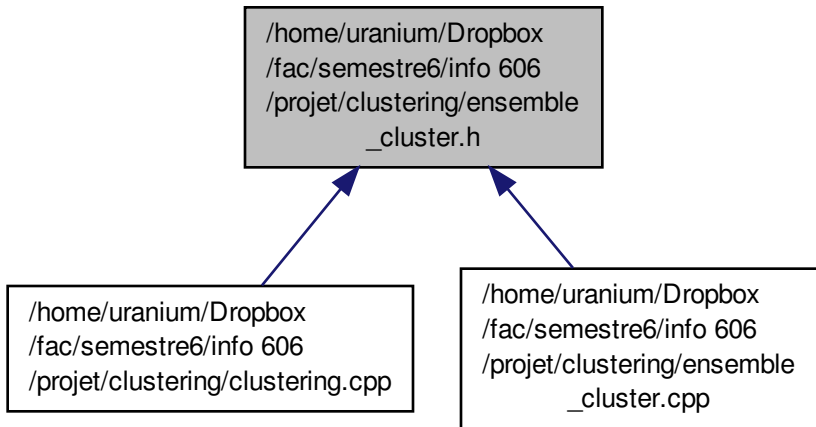 /home/uranium/Dropbox
/fac/semestre6/info 606
/projet/clustering/ensemble
_cluster.h
/home/uranium/Dropbox
/fac/semestre6/info 606
/projet/clustering/clustering.cpp
/home/uranium/Dropbox
/fac/semestre6/info 606
/projet/clustering/ensemble
_cluster.cpp